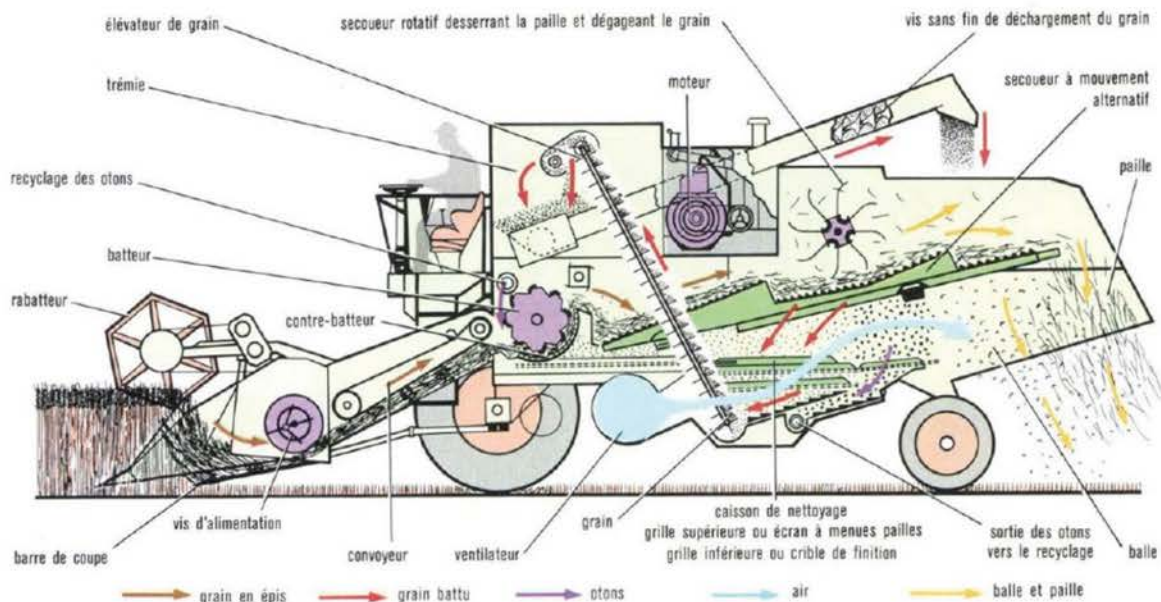 élévateur de grain
secoueur rotatif desserrant la paille et dégageant le grain
vis sans fin de déchargement du grain
trémie
moteur
secoueur à mouvement
alternatif
recyclage des otons
paille
batteur
rabatteur
contre-batteur
vis d'alimentation
barre de coupe
convoyeur
ventilateur
grain
caisson de nettoyage
grille supérieure ou écran à menues pailles
grille inférieure ou crible de finition
sortie des otons
vers le recyclage
balle
grain en épis
grain battu
otons
air
balle et paille